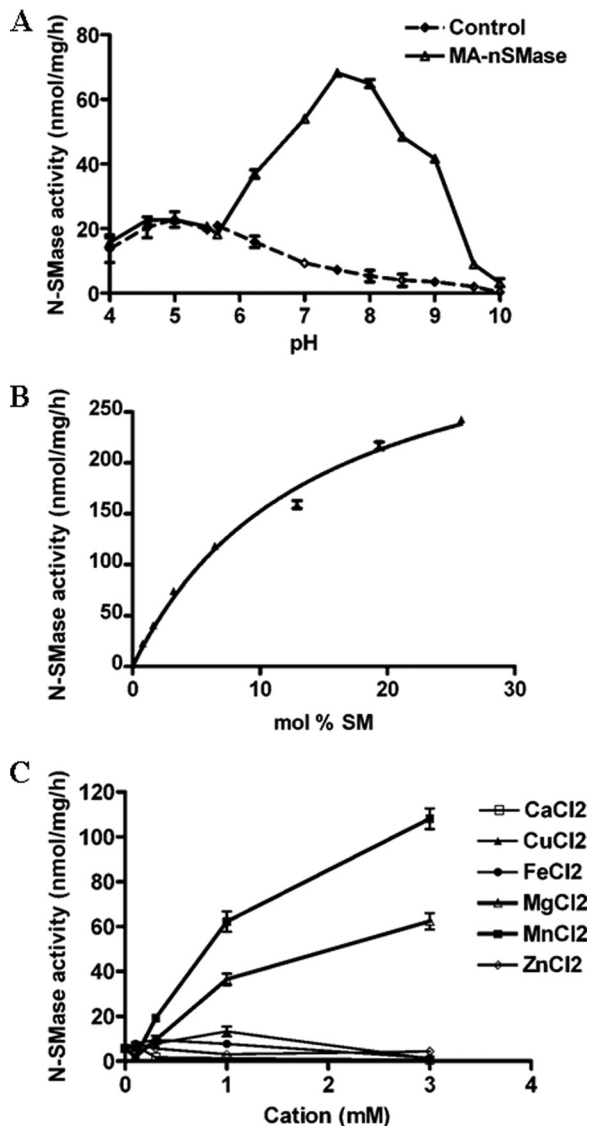 A
N-SMase activity (nmol/mg/h)
80
60
40
20
0
4 5 6 7 8 9 10
pH
Control
MA-nSMase
B
N-SMase activity (nmol/mg/h)
250
200
150
100
50
0
0 10 20 30
mol % SM
C
N-SMase activity (nmol/mg/h)
120
100
80
60
40
20
0
0 1 2 3 4
Cation (mM)
CaCl2
CuCl2
FeCl2
MgCl2
MnCl2
ZnCl2